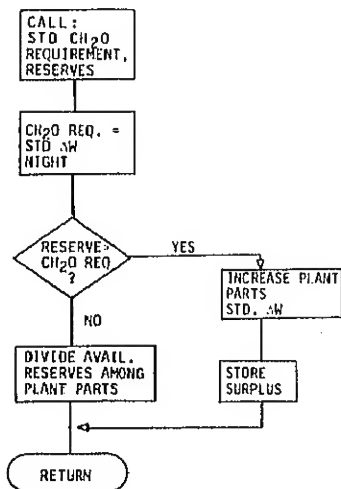 CALL:
STD CH2O
REQUIREMENT,
RESERVES
CH2O REQ. =
STD ΔW
NIGHT
RESERVE>
CH2O REQ
?
YES
NO
INCREASE PLANT
PARTS
STD. ΔW
DIVIDE AVAIL.
RESERVES AMONG
PLANT PARTS
STORE
SURPLUS
RETURN